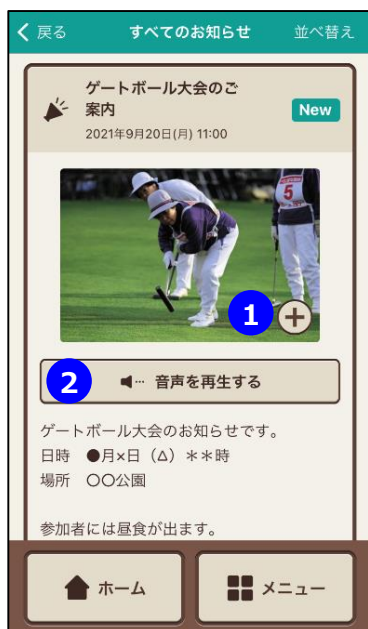 戻る すべてのお知らせ 並べ替え
ゲートボール大会のご
案内
New
2021年9月20日(月) 11:00
5
1
2 音声を再生する
ゲートボール大会のお知らせです。
日時 ●月×日（△）＊＊時
場所 〇〇公園
参加者には昼食が出ます。
ホーム メニュー